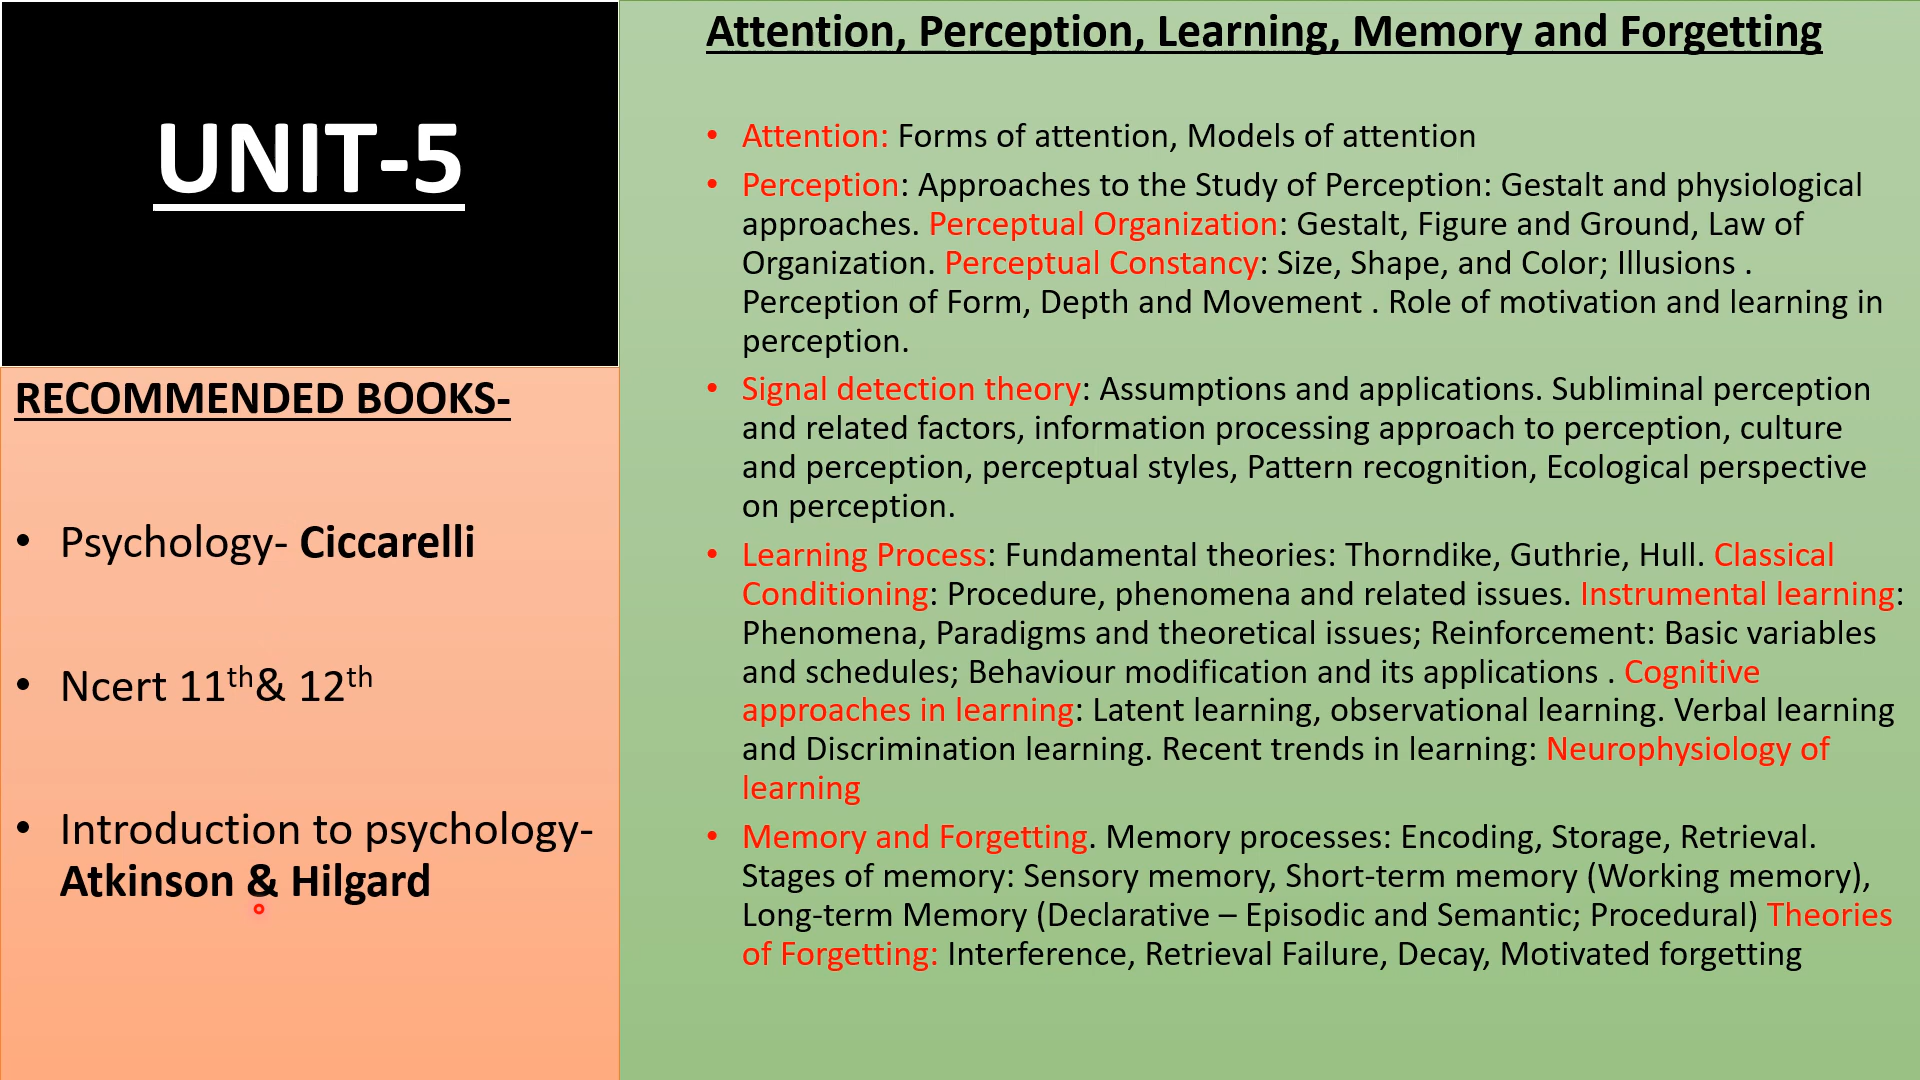 UNIT-5
RECOMMENDED BOOKS-
• Psychology- Ciccarelli
• Ncert 11th& 12th
• Introduction to psychology-
Atkinson & Hilgard
Attention, Perception, Learning, Memory and Forgetting
• Attention: Forms of attention, Models of attention
• Perception: Approaches to the Study of Perception: Gestalt and physiological
approaches. Perceptual Organization: Gestalt, Figure and Ground, Law of
Organization. Perceptual Constancy: Size, Shape, and Color; Illusions .
Perception of Form, Depth and Movement . Role of motivation and learning in
perception.
• Signal detection theory: Assumptions and applications. Subliminal perception
and related factors, information processing approach to perception, culture
and perception, perceptual styles, Pattern recognition, Ecological perspective
on perception.
• Learning Process: Fundamental theories: Thorndike, Guthrie, Hull. Classical
Conditioning: Procedure, phenomena and related issues. Instrumental learning:
Phenomena, Paradigms and theoretical issues; Reinforcement: Basic variables
and schedules; Behaviour modification and its applications . Cognitive
approaches in learning: Latent learning, observational learning. Verbal learning
and Discrimination learning. Recent trends in learning: Neurophysiology of
learning
• Memory and Forgetting. Memory processes: Encoding, Storage, Retrieval.
Stages of memory: Sensory memory, Short-term memory (Working memory),
Long-term Memory (Declarative – Episodic and Semantic; Procedural) Theories
of Forgetting: Interference, Retrieval Failure, Decay, Motivated forgetting